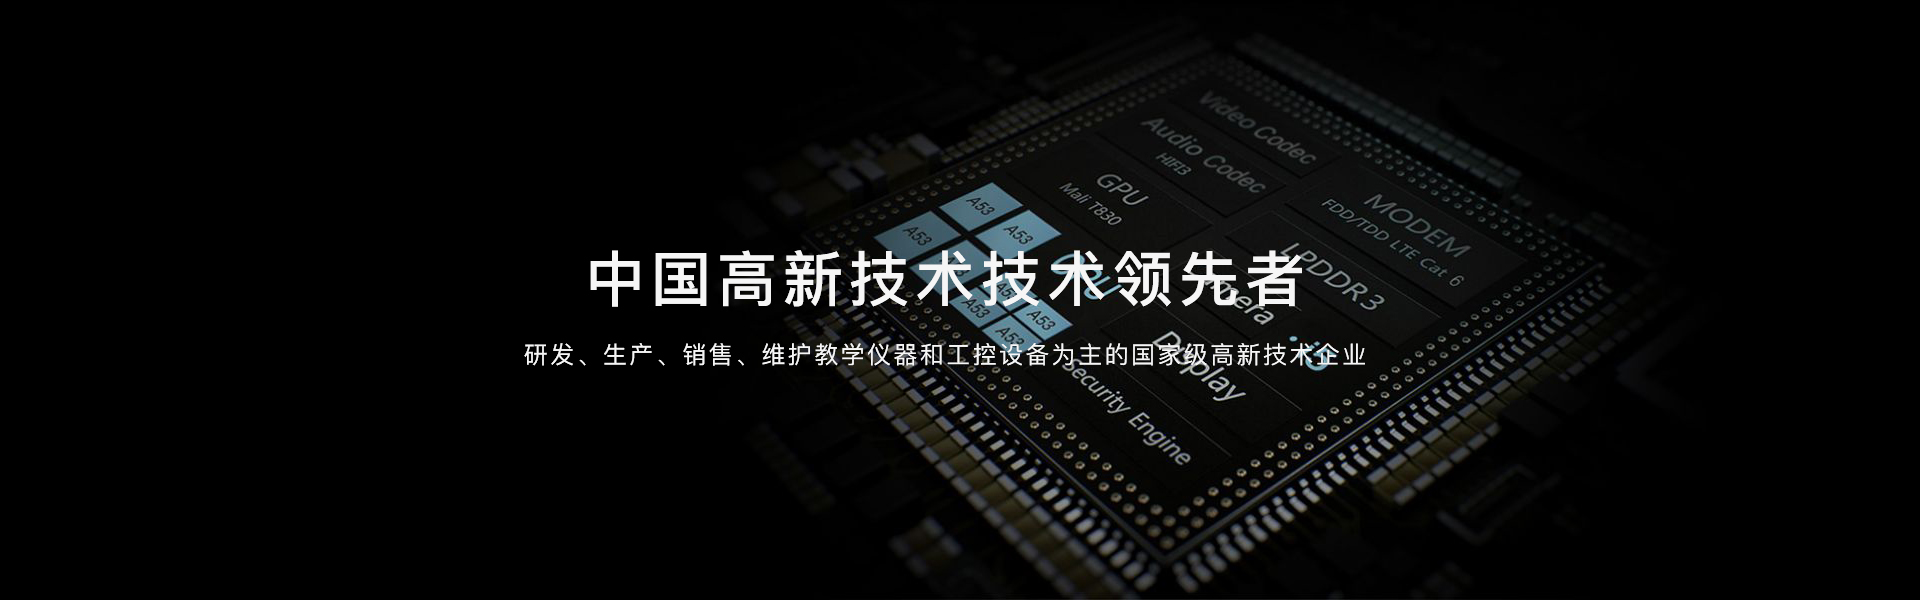 Video Codec
Audio Codec
HIFI3
GPU
Mali T830
MODEM
FDD/TDD LTE Cat 6
A53
A53
A53
LPDDR3
中国高新技术技术领先者
A53
A53
A53
研发、生产、销售、维护教学仪器和工控设备为主的国家级高新技术企业
Display
Security Engine